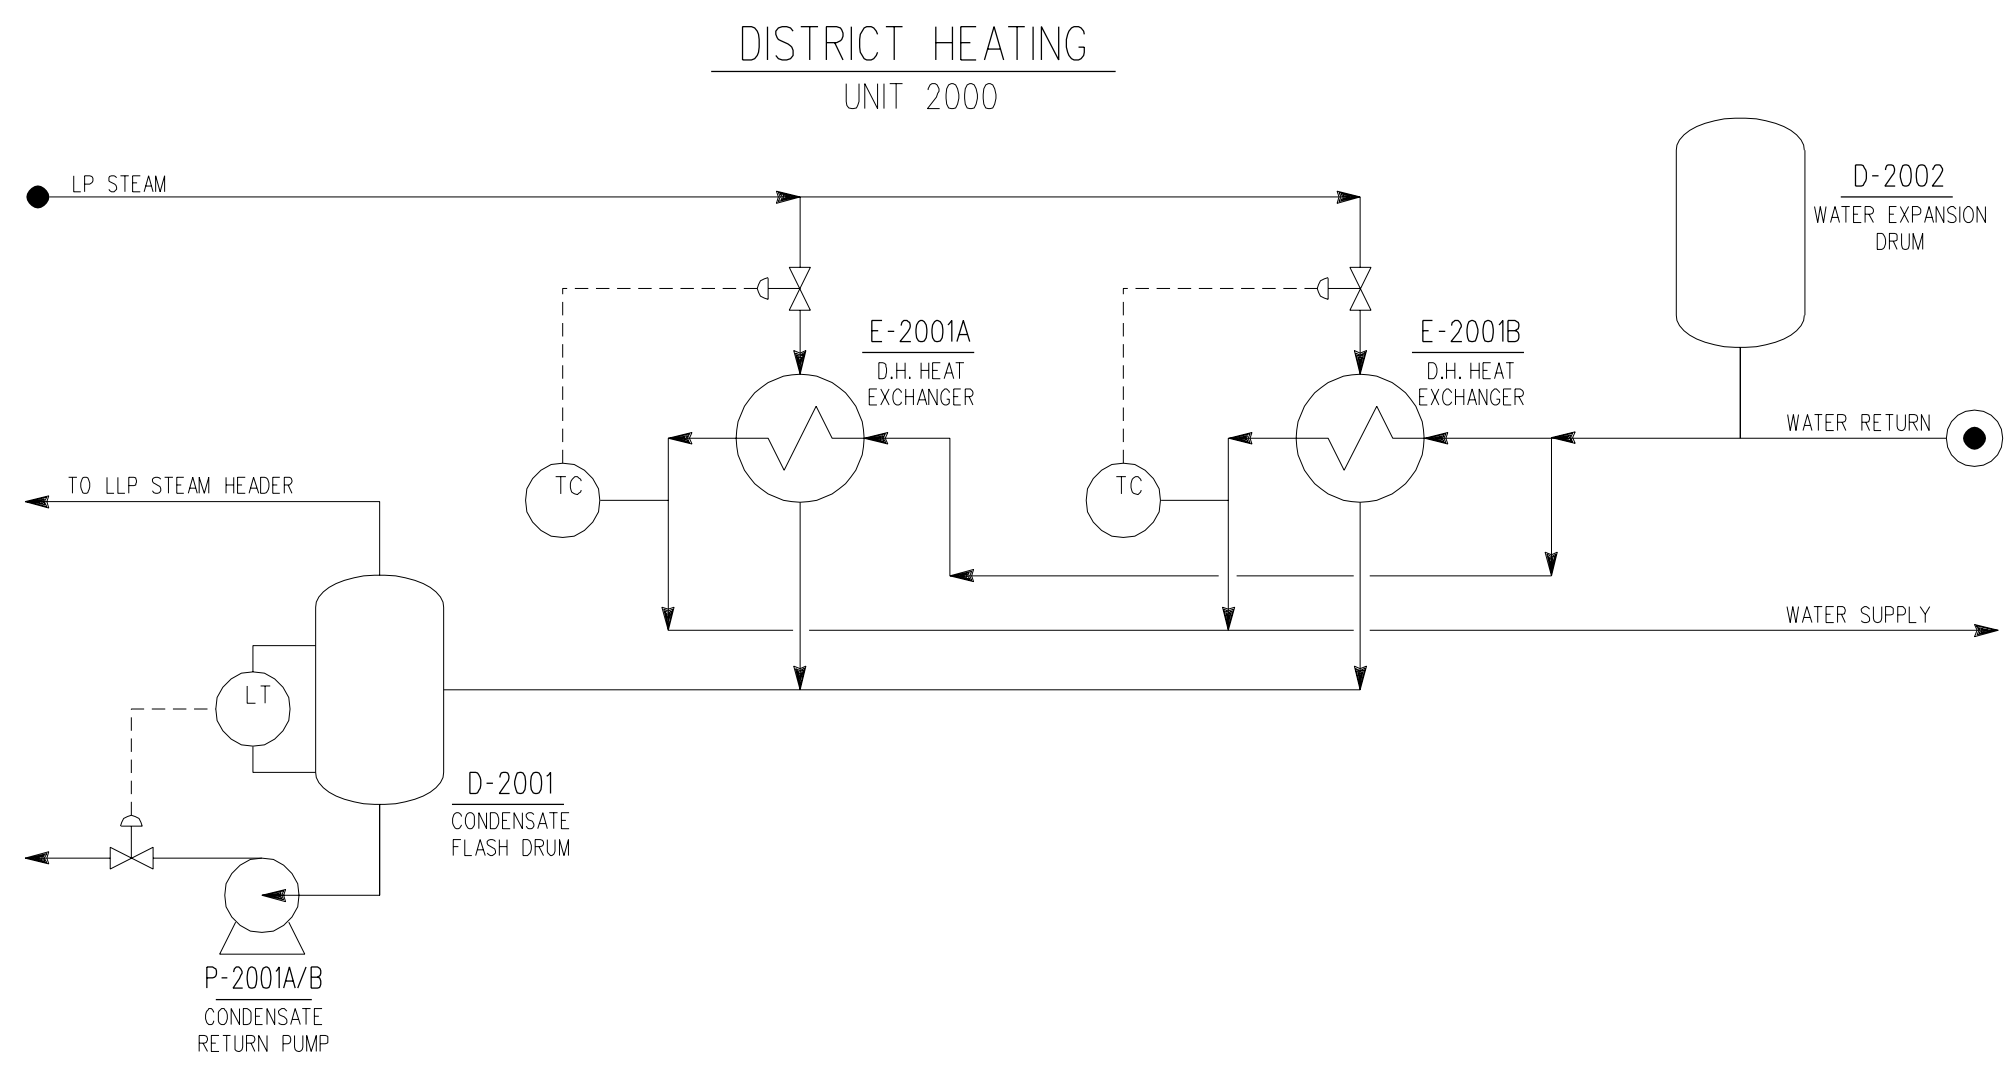 DISTRICT HEATING
UNIT 2000
LP STEAM
D-2002
WATER EXPANSION
DRUM
E-2001A
D.H. HEAT
EXCHANGER
E-2001B
D.H. HEAT
EXCHANGER
WATER RETURN
TO LLP STEAM HEADER
TC
TC
WATER SUPPLY
LT
D-2001
CONDENSATE
FLASH DRUM
P-2001A/B
CONDENSATE
RETURN PUMP